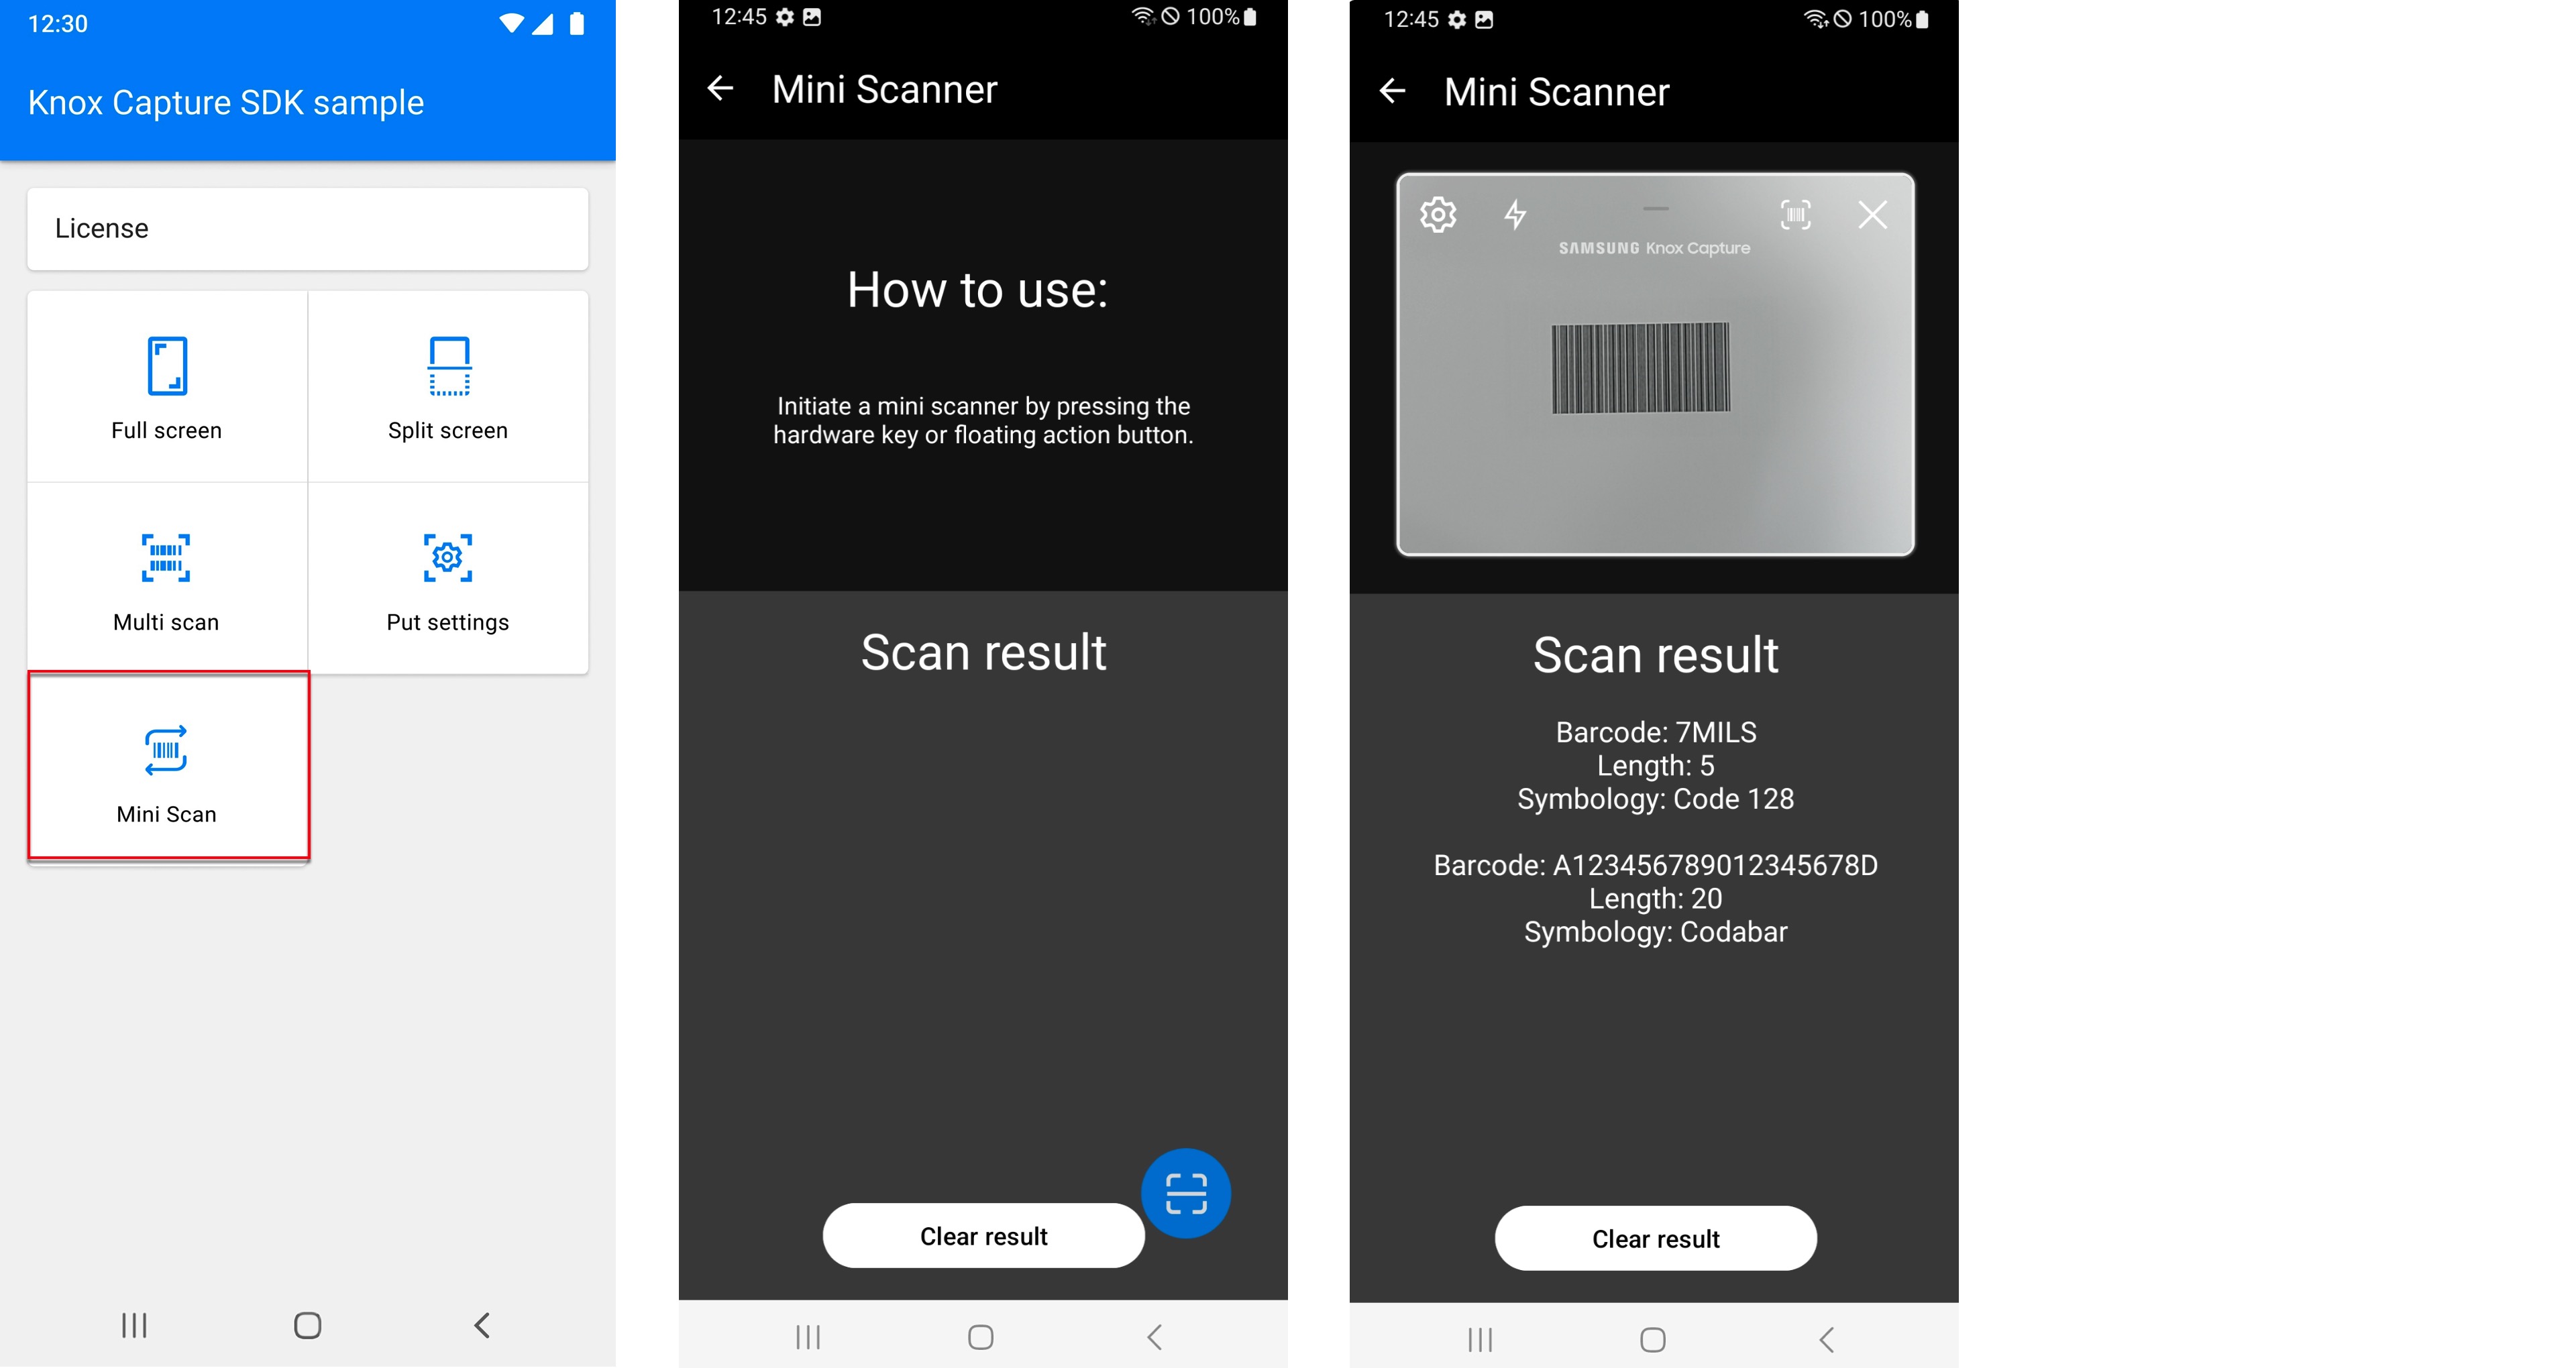 12:30
Knox Capture SDK sample
License
Full screen
Split screen
Multi scan
Put settings
Mini Scan
12:45
100%
Mini Scanner
How to use:
Initiate a mini scanner by pressing the
hardware key or floating action button.
Scan result
Clear result
12:45
100%
Mini Scanner
SAMSUNG Knox Capture
Scan result
Barcode: 7MILS
Length: 5
Symbology: Code 128
Barcode: A123456789012345678D
Length: 20
Symbology: Codabar
Clear result